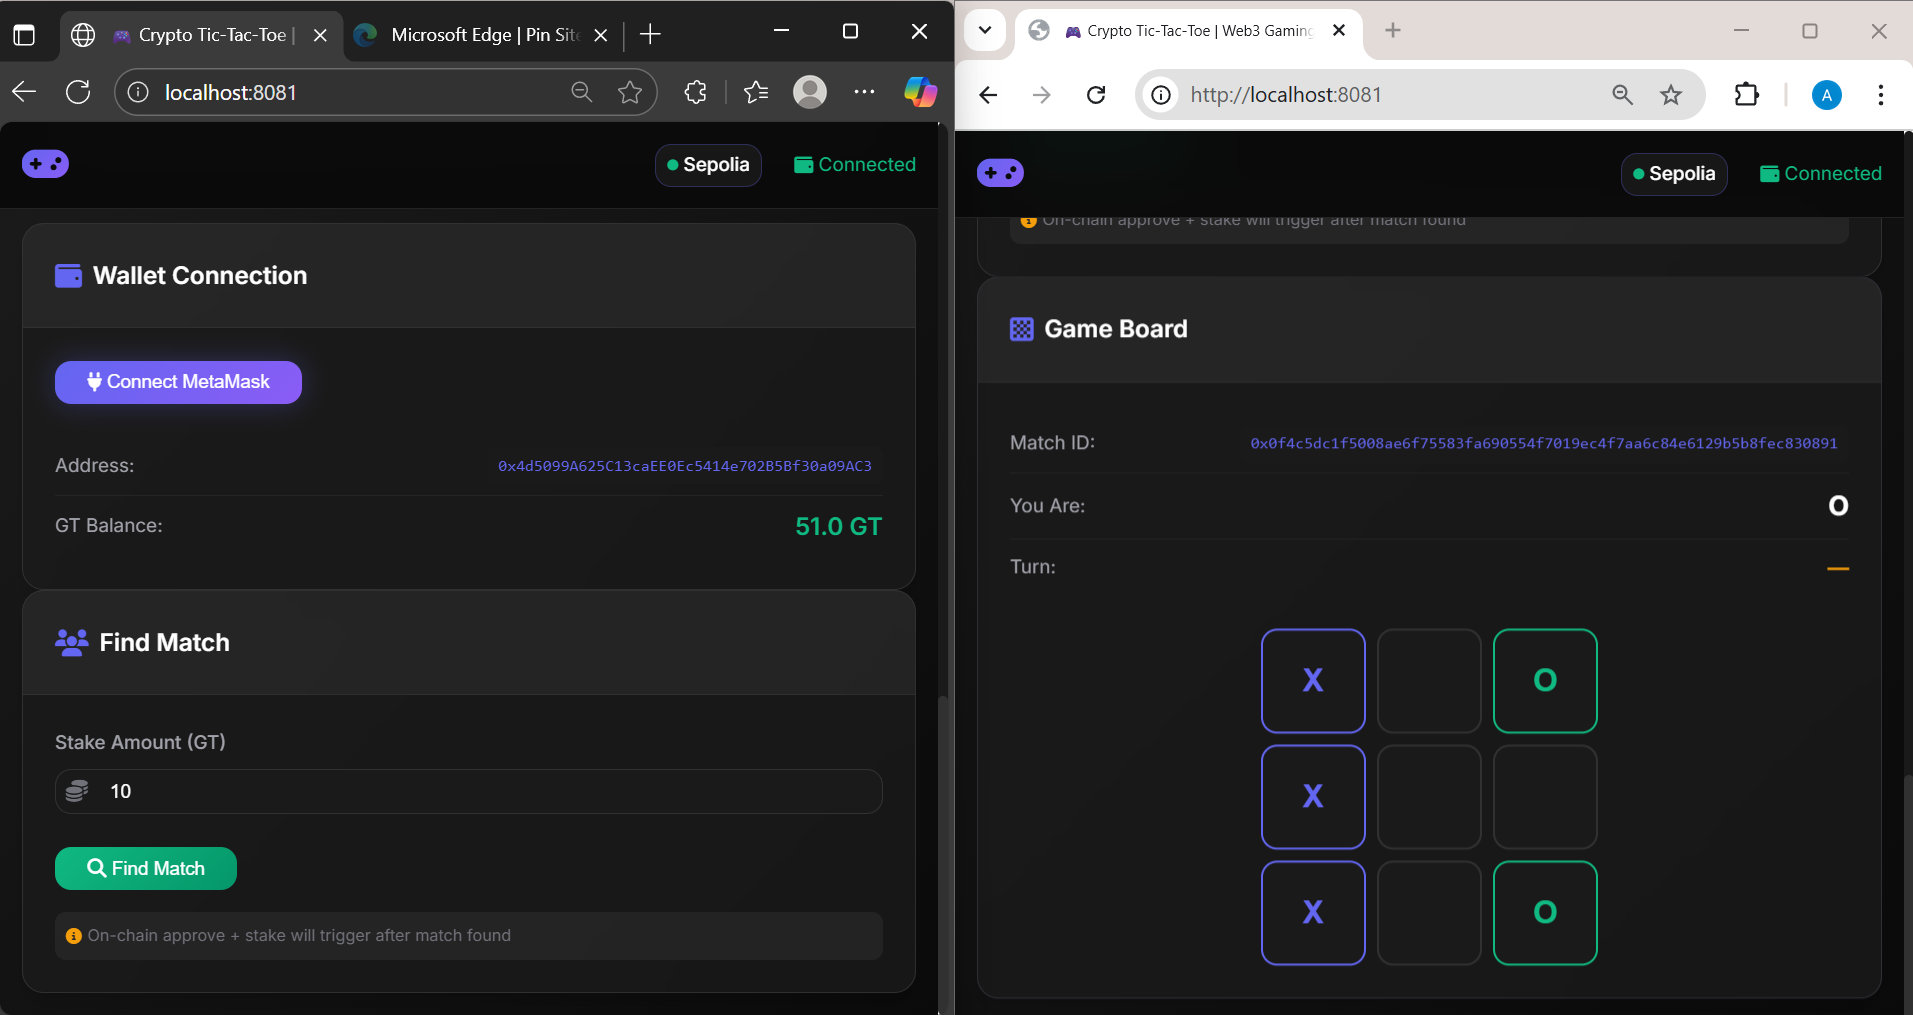 Crypto Tic-Tac-Toe |
Microsoft Edge | Pin Site
localhost:8081
Sepolia
Connected
Wallet Connection
Connect MetaMask
Address:
0x4d5099A625C13caEE0Ec5414e702B5Bf30a09AC3
GT Balance:
51.0 GT
Find Match
Stake Amount (GT)
10
Find Match
On-chain approve + stake will trigger after match found
Crypto Tic-Tac-Toe | Web3 Gaming
http://localhost:8081
A
Sepolia
Connected
On-chain approve + stake will trigger after match found
Game Board
Match ID:
0x0f4c5dc1f5008ae6f75583fa690554f7019ec4f7aa6c84e6129b5b8fec830891
You Are:
O
Turn:
—
X O
X
X O